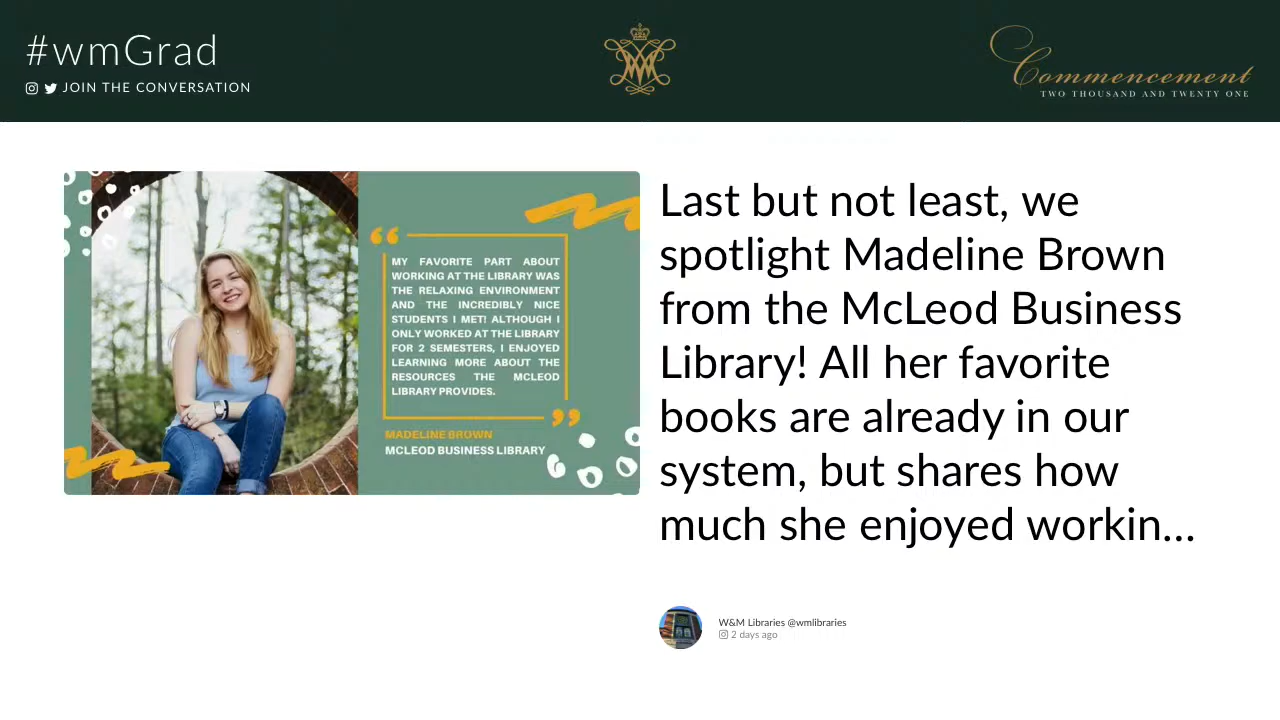 #wmGrad
JOIN THE CONVERSATION
Commencement
TWO THOUSAND AND TWENTY ONE
“
MY FAVORITE PART ABOUT
WORKING AT THE LIBRARY WAS
THE RELAXING ENVIRONMENT
AND THE INCREDIBLY NICE
STUDENTS I MET! ALTHOUGH I
ONLY WORKED AT THE LIBRARY
FOR 2 SEMESTERS, I ENJOYED
LEARNING MORE ABOUT THE
RESOURCES THE MCLEOD
LIBRARY PROVIDES.
”
MADELINE BROWN
MCLEOD BUSINESS LIBRARY
Last but not least, we
spotlight Madeline Brown
from the McLeod Business
Library! All her favorite
books are already in our
system, but shares how
much she enjoyed workin...
W&M Libraries @wmlibraries
2 days ago